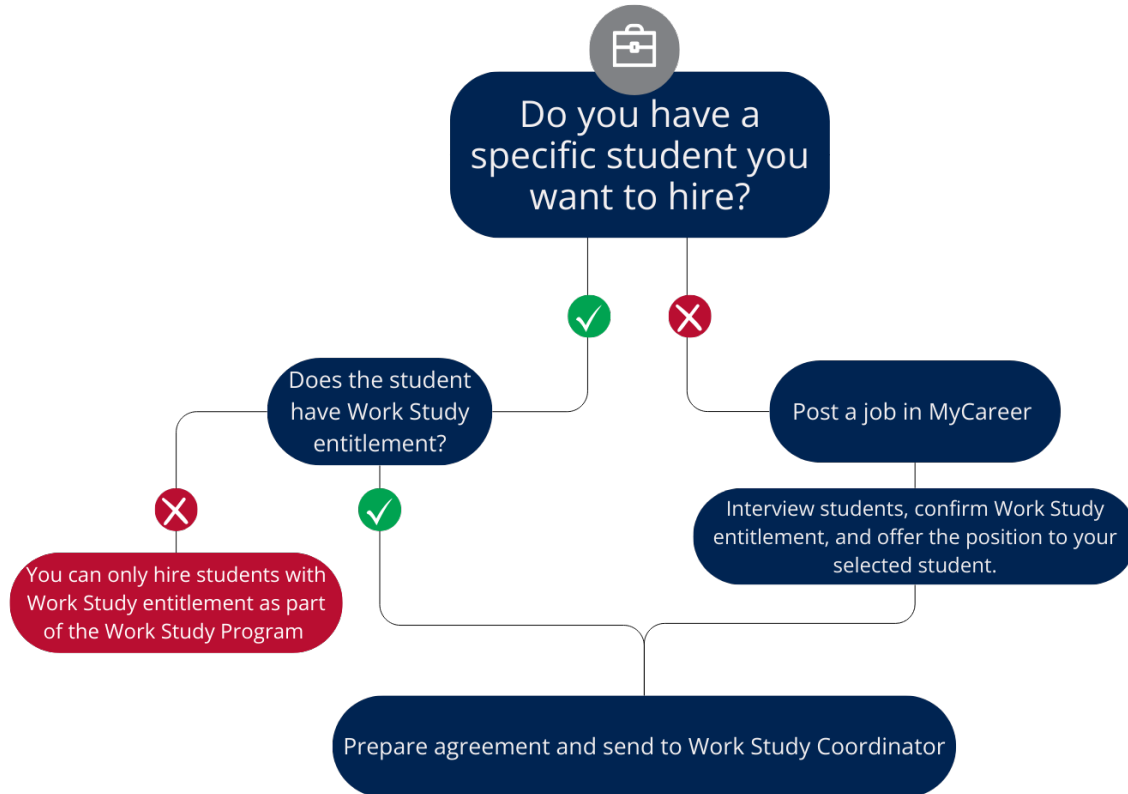 Do you have a
specific student you
want to hire?
Does the student
have Work Study
entitlement?
Post a job in MyCareer
Interview students, confirm Work Study
entitlement, and offer the position to your
selected student.
You can only hire students with
Work Study entitlement as part
of the Work Study Program
Prepare agreement and send to Work Study Coordinator